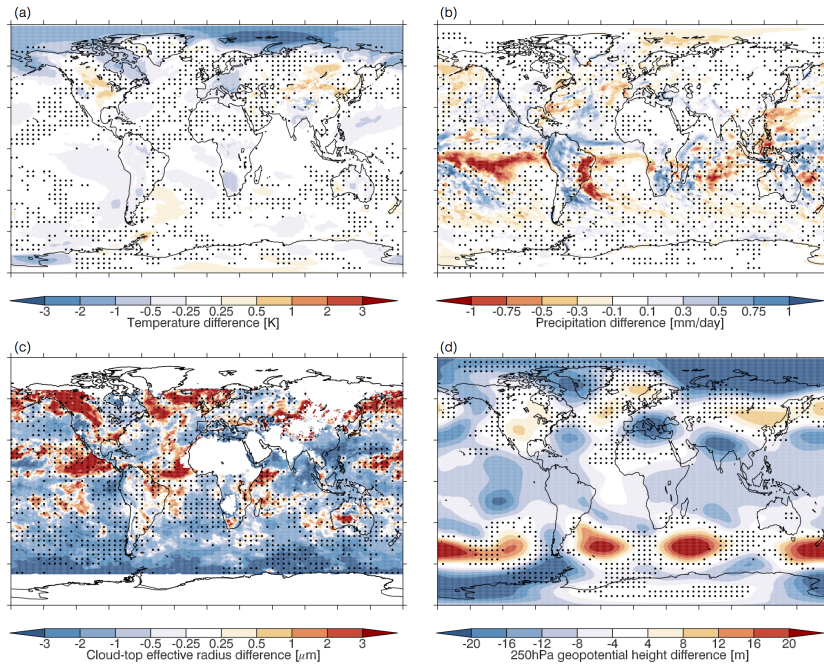 (a)
(b)
-3 -2 -1 -0.5 -0.25 0.25 0.5 1 2 3
Temperature difference [K]
-1 -0.75 -0.5 -0.3 -0.1 0.1 0.3 0.5 0.75 1
Precipitation difference [mm/day]
(c)
(d)
-3 -2 -1 -0.5 -0.25 0.25 0.5 1 2 3
Cloud-top effective radius difference [μm]
-20 -16 -12 -8 -4 4 8 12 16 20
250hPa geopotential height difference [m]